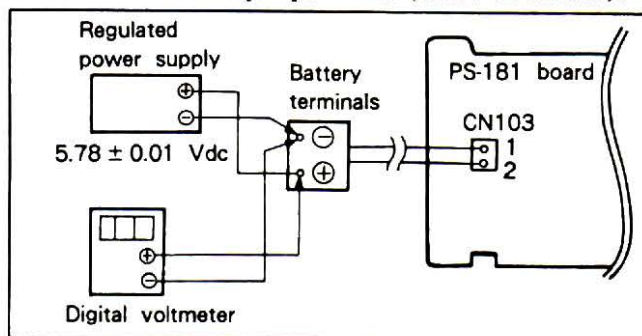 Regulated
power supply
⊕
⊖
5.78 ± 0.01 Vdc
Battery
terminals
⊖
⊕
PS-181 board
CN103
1
2
⊕
⊖
Digital voltmeter